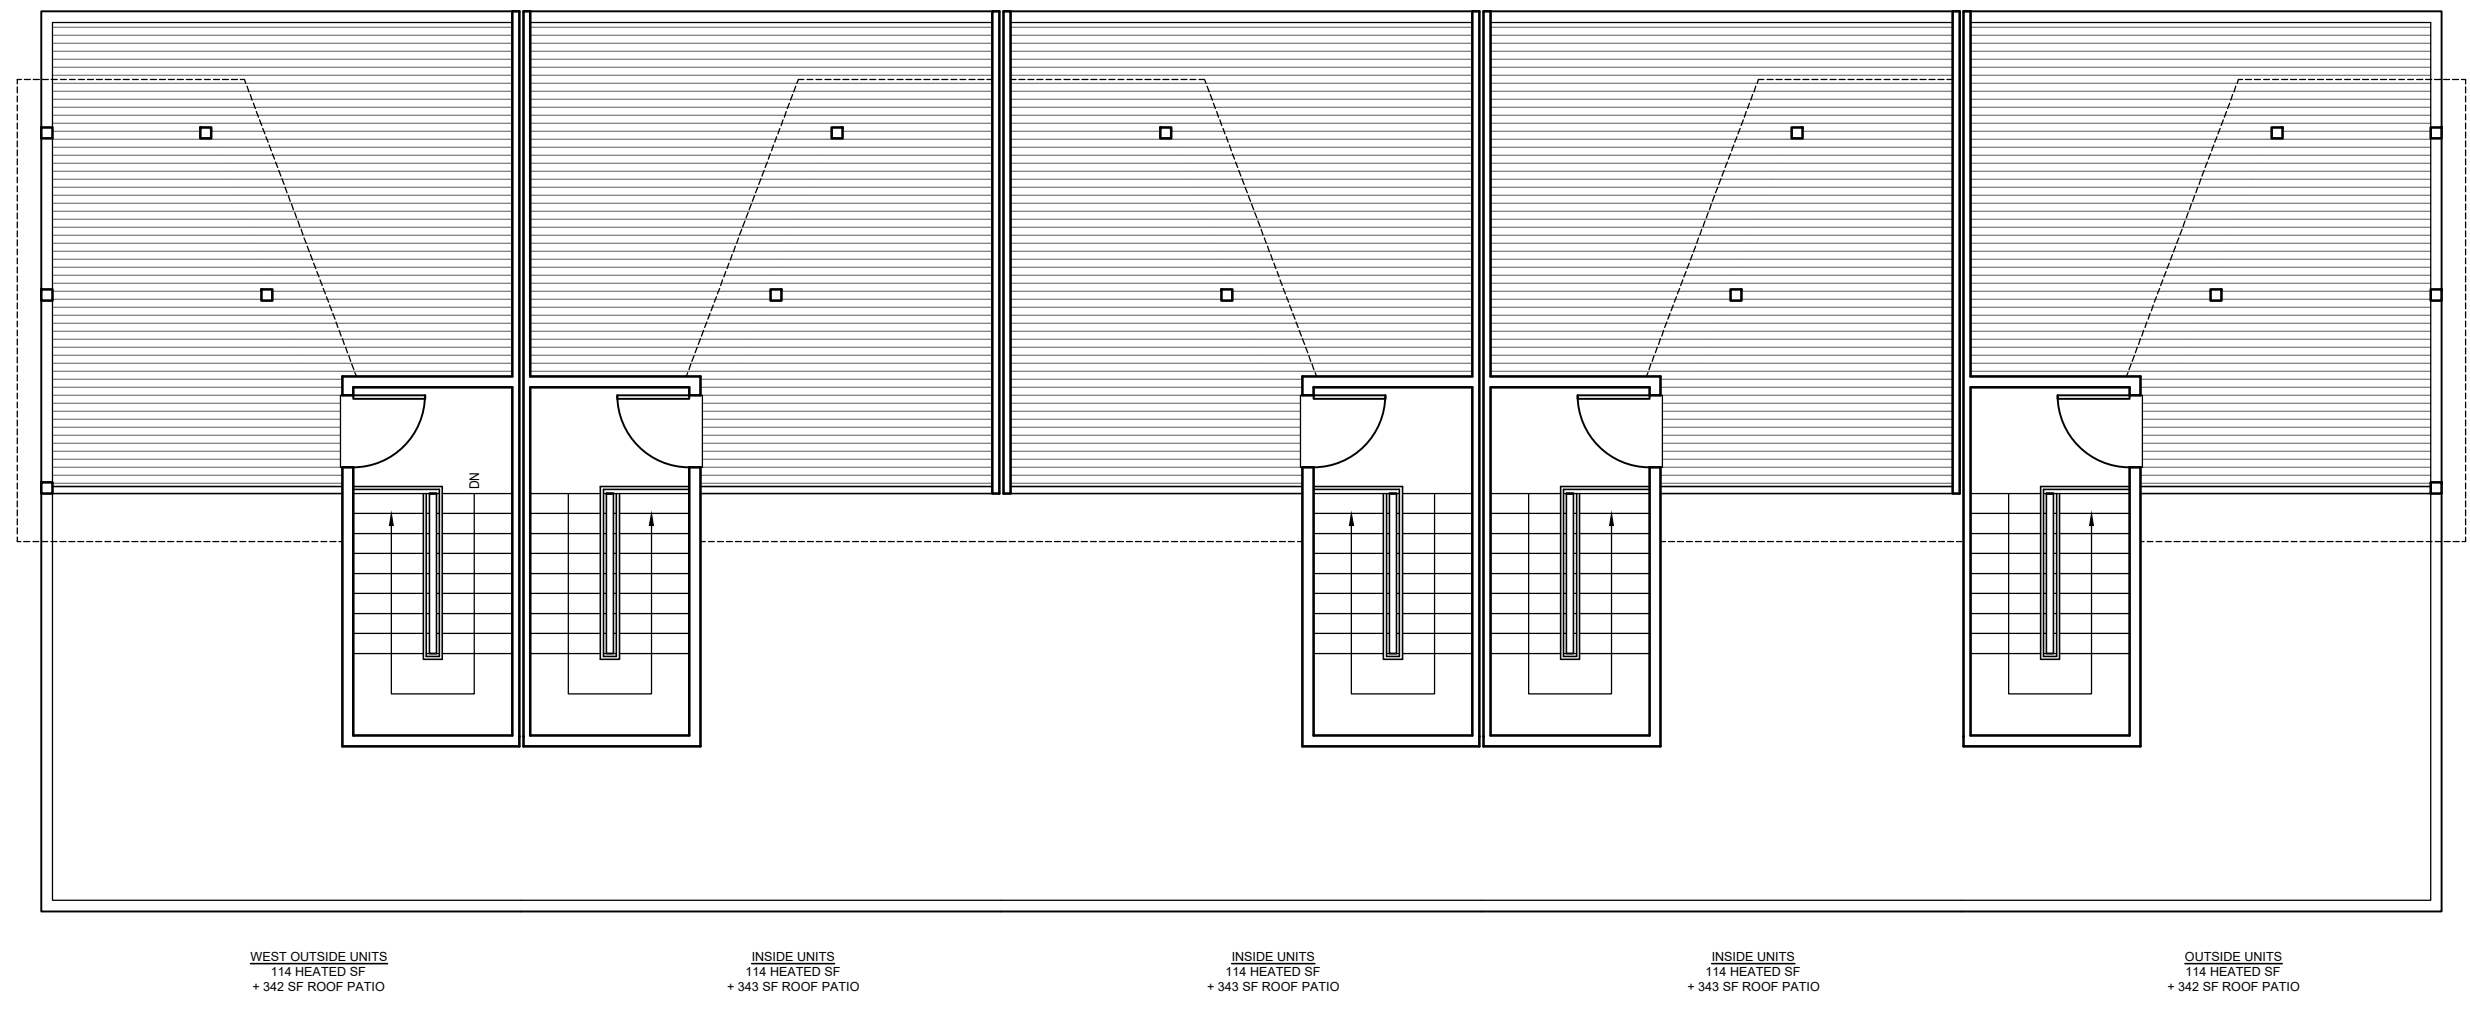 DN
WEST OUTSIDE UNITS
114 HEATED SF
+ 342 SF ROOF PATIO
INSIDE UNITS
114 HEATED SF
+ 343 SF ROOF PATIO
INSIDE UNITS
114 HEATED SF
+ 343 SF ROOF PATIO
INSIDE UNITS
114 HEATED SF
+ 343 SF ROOF PATIO
OUTSIDE UNITS
114 HEATED SF
+ 342 SF ROOF PATIO